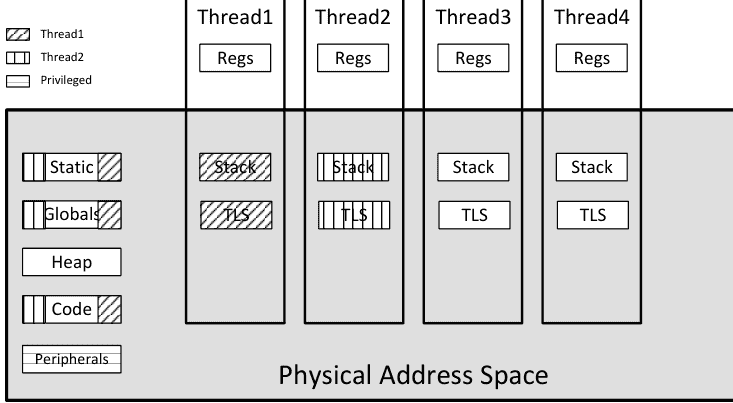 Thread1 Thread2 Thread3 Thread4
Thread1
Thread2
Privileged
Regs Regs Regs Regs
Static Stack Stack Stack Stack
Globals TLS TLS TLS TLS
Heap
Code
Peripherals
Physical Address Space